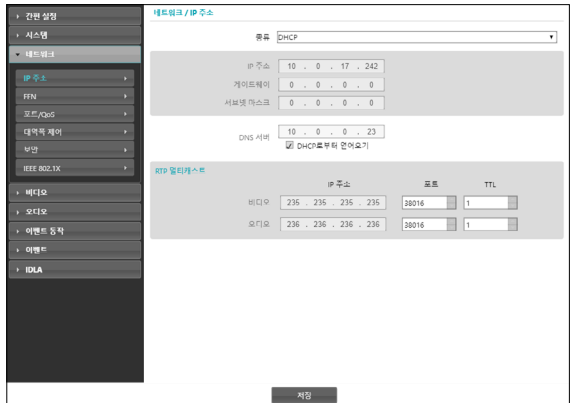 간편 설정
시스템
네트워크
IP 주소
FFN
포트/QoS
대역폭 제어
보안
IEEE 802.1X
비디오
오디오
이벤트 동작
이벤트
IDLA
네트워크 / IP 주소
종류 DHCP
IP 주소 10 . 0 . 17 . 242
게이트웨이 0 . 0 . 0 . 0
서브넷 마스크 0 . 0 . 0 . 0
DNS 서버 10 . 0 . 0 . 23
DHCP로부터 얻어오기
RTP 멀티캐스트
IP 주소 포트 TTL
비디오 235 . 235 . 235 . 235 38016 1
오디오 236 . 236 . 236 . 236 38016 1
저장